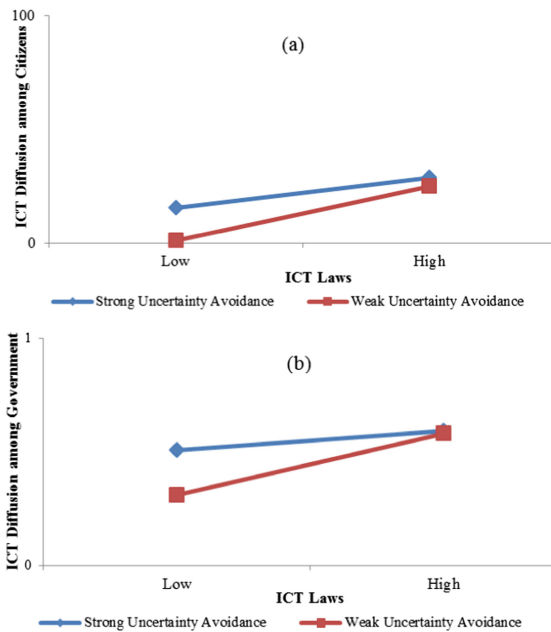 100
(a)
ICT Diffusion among Citizens
0
Low High
ICT Laws
Strong Uncertainty Avoidance Weak Uncertainty Avoidance
1
(b)
ICT Diffusion among Government
0
Low High
ICT Laws
Strong Uncertainty Avoidance Weak Uncertainty Avoidance